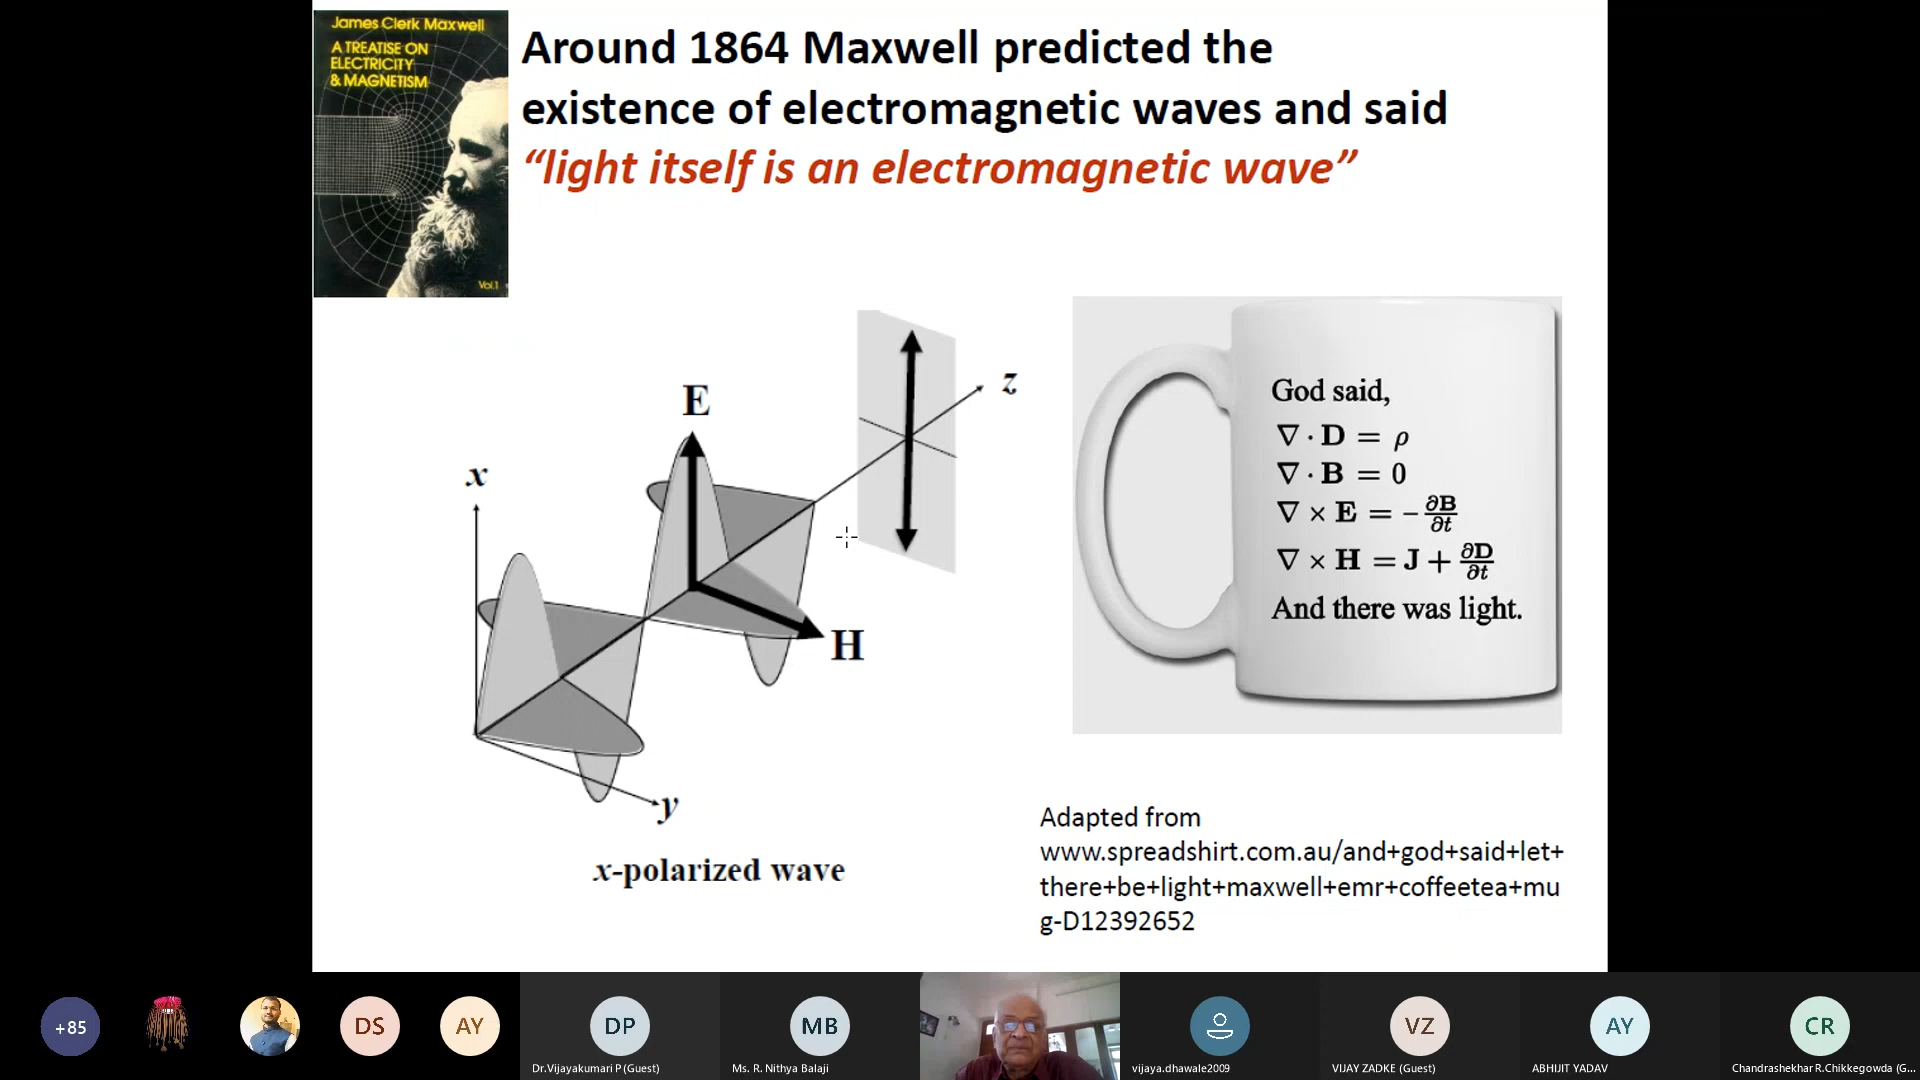 James Clerk Maxwell
A TREATISE ON
ELECTRICITY
& MAGNETISM
Vol.1
Around 1864 Maxwell predicted the
existence of electromagnetic waves and said
“light itself is an electromagnetic wave”
E
z
x
H
y
x-polarized wave
God said,
∇ · D = ρ
∇ · B = 0
∇ × E = −∂B/∂t
∇ × H = J + ∂D/∂t
And there was light.
Adapted from
www.spreadshirt.com.au/and+god+said+let+
there+be+light+maxwell+emr+coffeetea+mu
g-D12392652
+85
DS
AY
DP
MB
VZ
AY
CR
Dr.Vijayakumari P (Guest)
Ms. R. Nithya Balaji
vijaya.dhawale2009
VIJAY ZADKE (Guest)
ABHIJIT YADAV
Chandrashekhar R.Chikkegowda (G...